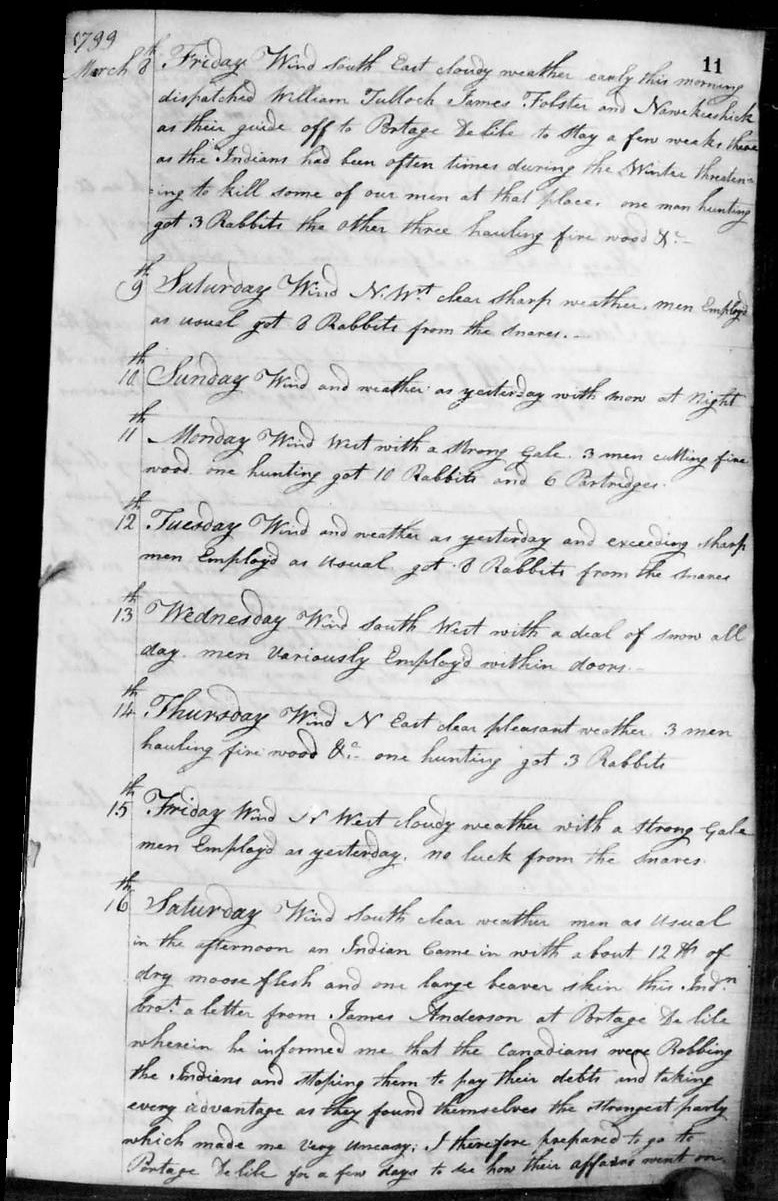 1799
11
March 8th Friday Wind South East cloudy weather early this morning
dispatched William Tulloch James Folster and Nawekeeshick
as their guide off to Portage De lile to stay a few weeks there
as the Indians had been often times during the Winter threaten=
=ing to kill some of our men at that place. one man hunting
got 3 Rabbits the other three hauling fire wood &c.-
9th Saturday Wind N.Wt clear sharp weather. men Employd
as usual got 8 Rabbits from the snares.-
10th Sunday Wind and weather as yesterday with snow at Night
11th Monday Wind West with a strong Gale. 3 men cutting fire
wood. one hunting got 10 Rabbits and 6 Partridges.
12th Tuesday Wind and weather as yesterday and exceeding sharp
men Employd as usual. got 8 Rabbits from the snares
13th Wednesday Wind South West with a deal of snow all
day. men variously Employd within doors.-
14th Thursday Wind N East clear pleasant weather. 3 men
hauling fire wood &c.- one hunting got 3 Rabbits
15th Friday Wind N West cloudy weather with a strong Gale
men Employd as yesterday. no luck from the snares.
16th Saturday Wind South clear weather men as usual
in the afternoon an Indian Came in with about 12 lb of
dry moose flesh and one large beaver skin this Indn
brot. a letter from James Anderson at Portage De lile
wherein he informed me that the Canadians were Robbing
the Indians and stoping them to pay their debts and taking
every advantage as they found themselves the strongest party
which made me very uneasy; I therefore prepared to go to
Portage De lile for a few days to see how their affairs went on